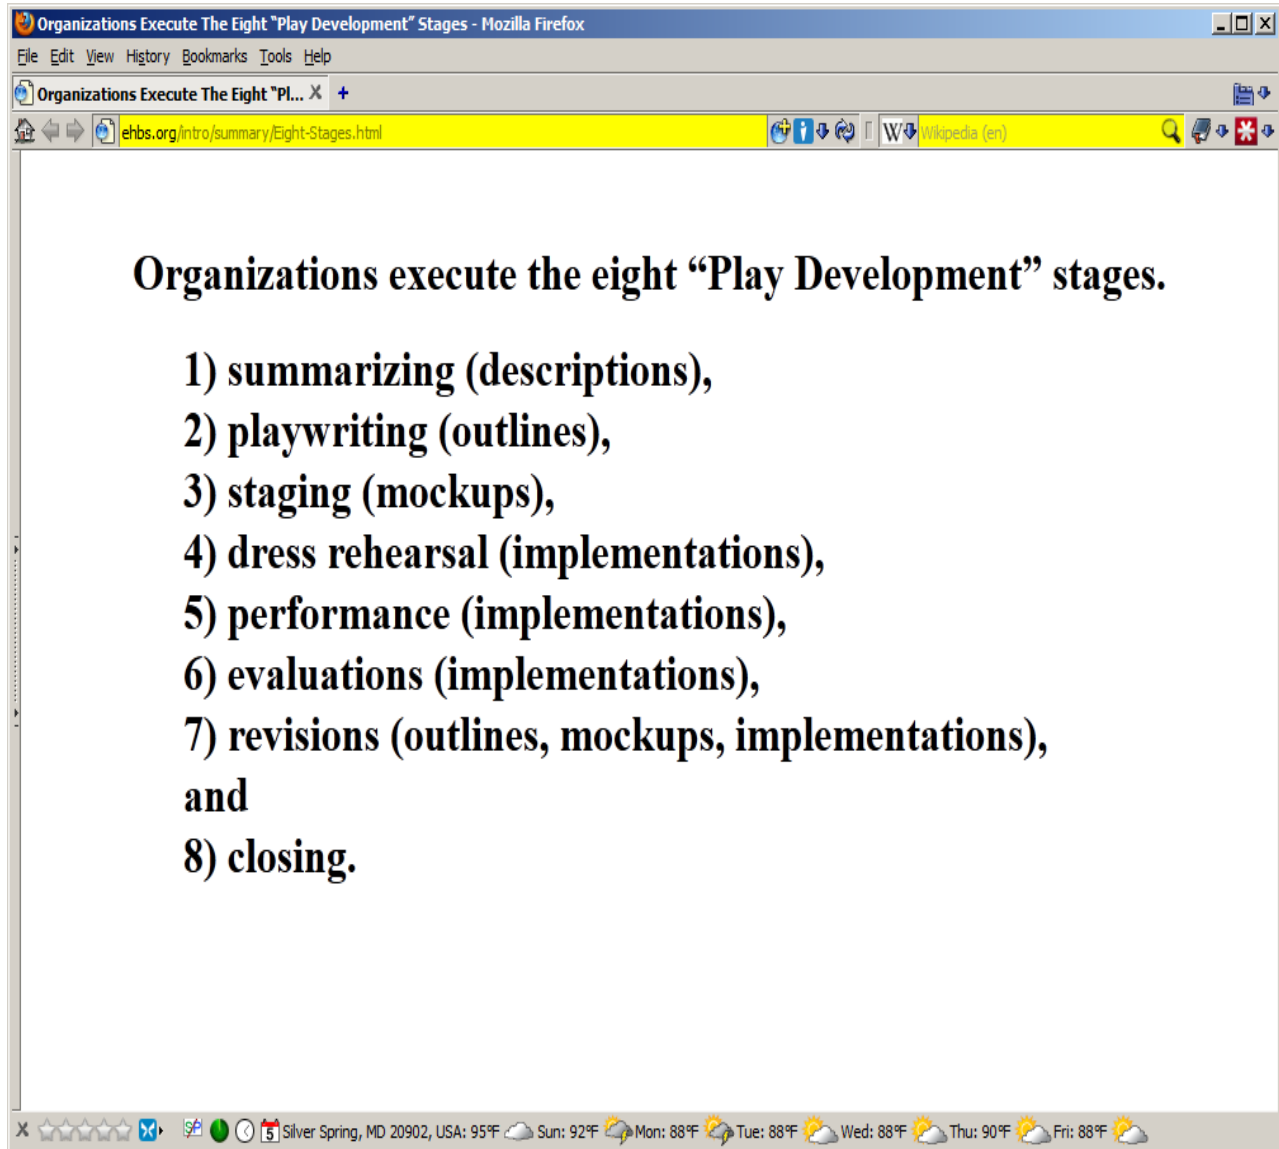 Organizations Execute The Eight "Play Development" Stages - Mozilla Firefox
File Edit View History Bookmarks Tools Help
Organizations Execute The Eight "Pl... X +
ehbs.org/intro/summary/Eight-Stages.html W Wikipedia (en)
Organizations execute the eight “Play Development” stages.
1) summarizing (descriptions),
2) playwriting (outlines),
3) staging (mockups),
4) dress rehearsal (implementations),
5) performance (implementations),
6) evaluations (implementations),
7) revisions (outlines, mockups, implementations),
and
8) closing.
X SP 5 Silver Spring, MD 20902, USA: 95°F Sun: 92°F Mon: 88°F Tue: 88°F Wed: 88°F Thu: 90°F Fri: 88°F